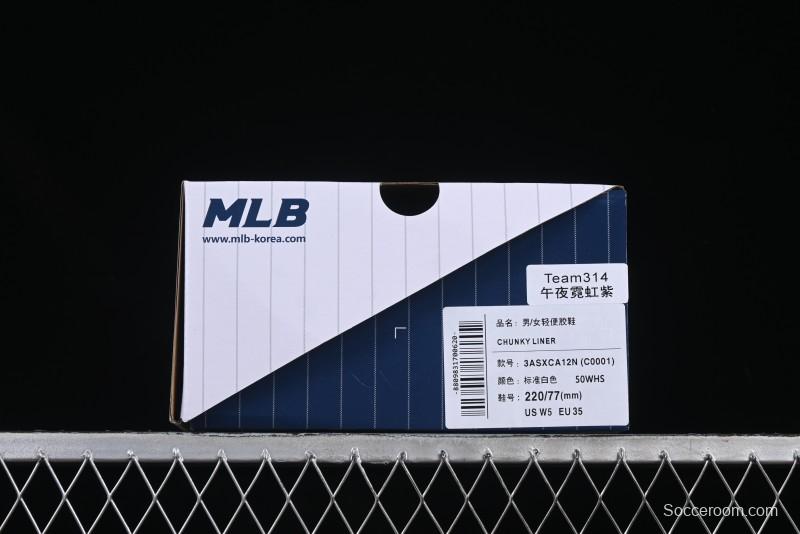 MLB
www.mlb-korea.com
Team314
午夜霓虹紫
品名：男/女轻便胶鞋
CHUNKY LINER
款号：3ASXCA12N (C0001)
颜色：标准白色 50WHS
鞋号：220/77(mm)
US W5 EU 35
-8809831700620-
Socceroom.com